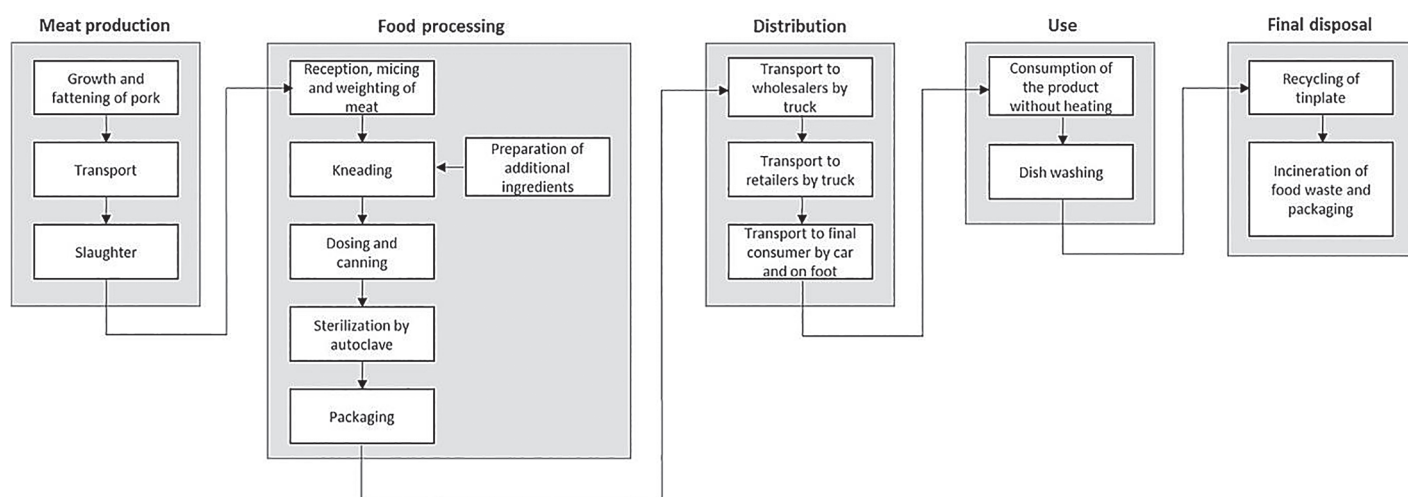 Meat production
Growth and
fattening of pork
Transport
Slaughter
Food processing
Reception, micing
and weighting of
meat
Kneading
Preparation of
additional
ingredients
Dosing and
canning
Sterilization by
autoclave
Packaging
Distribution
Transport to
wholesalers by
truck
Transport to
retailers by truck
Transport to final
consumer by car
and on foot
Use
Consumption of
the product
without heating
Dish washing
Final disposal
Recycling of
tinplate
Incineration of
food waste and
packaging